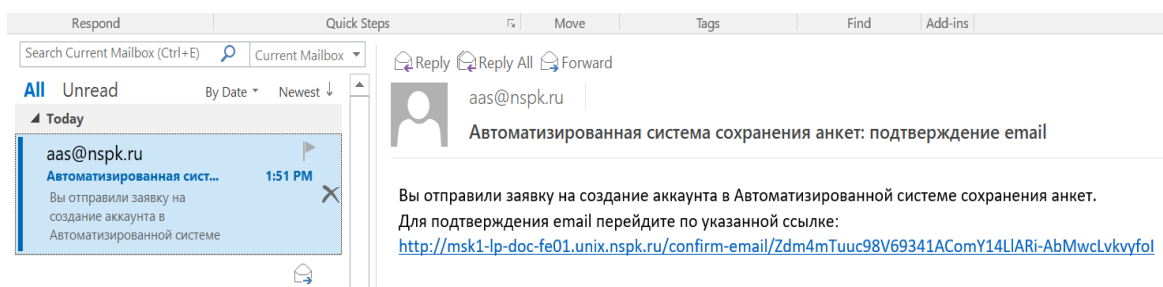 Respond Quick Steps Move Tags Find Add-ins
Search Current Mailbox (Ctrl+E) Current Mailbox
All Unread By Date Newest ↓
Today
aas@nspk.ru
Автоматизированная сист... 1:51 PM
Вы отправили заявку на
создание аккаунта в
Автоматизированной системе
Reply Reply All Forward
aas@nspk.ru
Автоматизированная система сохранения анкет: подтверждение email
Вы отправили заявку на создание аккаунта в Автоматизированной системе сохранения анкет.
Для подтверждения email перейдите по указанной ссылке:
http://msk1-lp-doc-fe01.unix.nspk.ru/confirm-email/Zdm4mTuuc98V69341AComY14LlARi-AbMwcLvkvyfoI